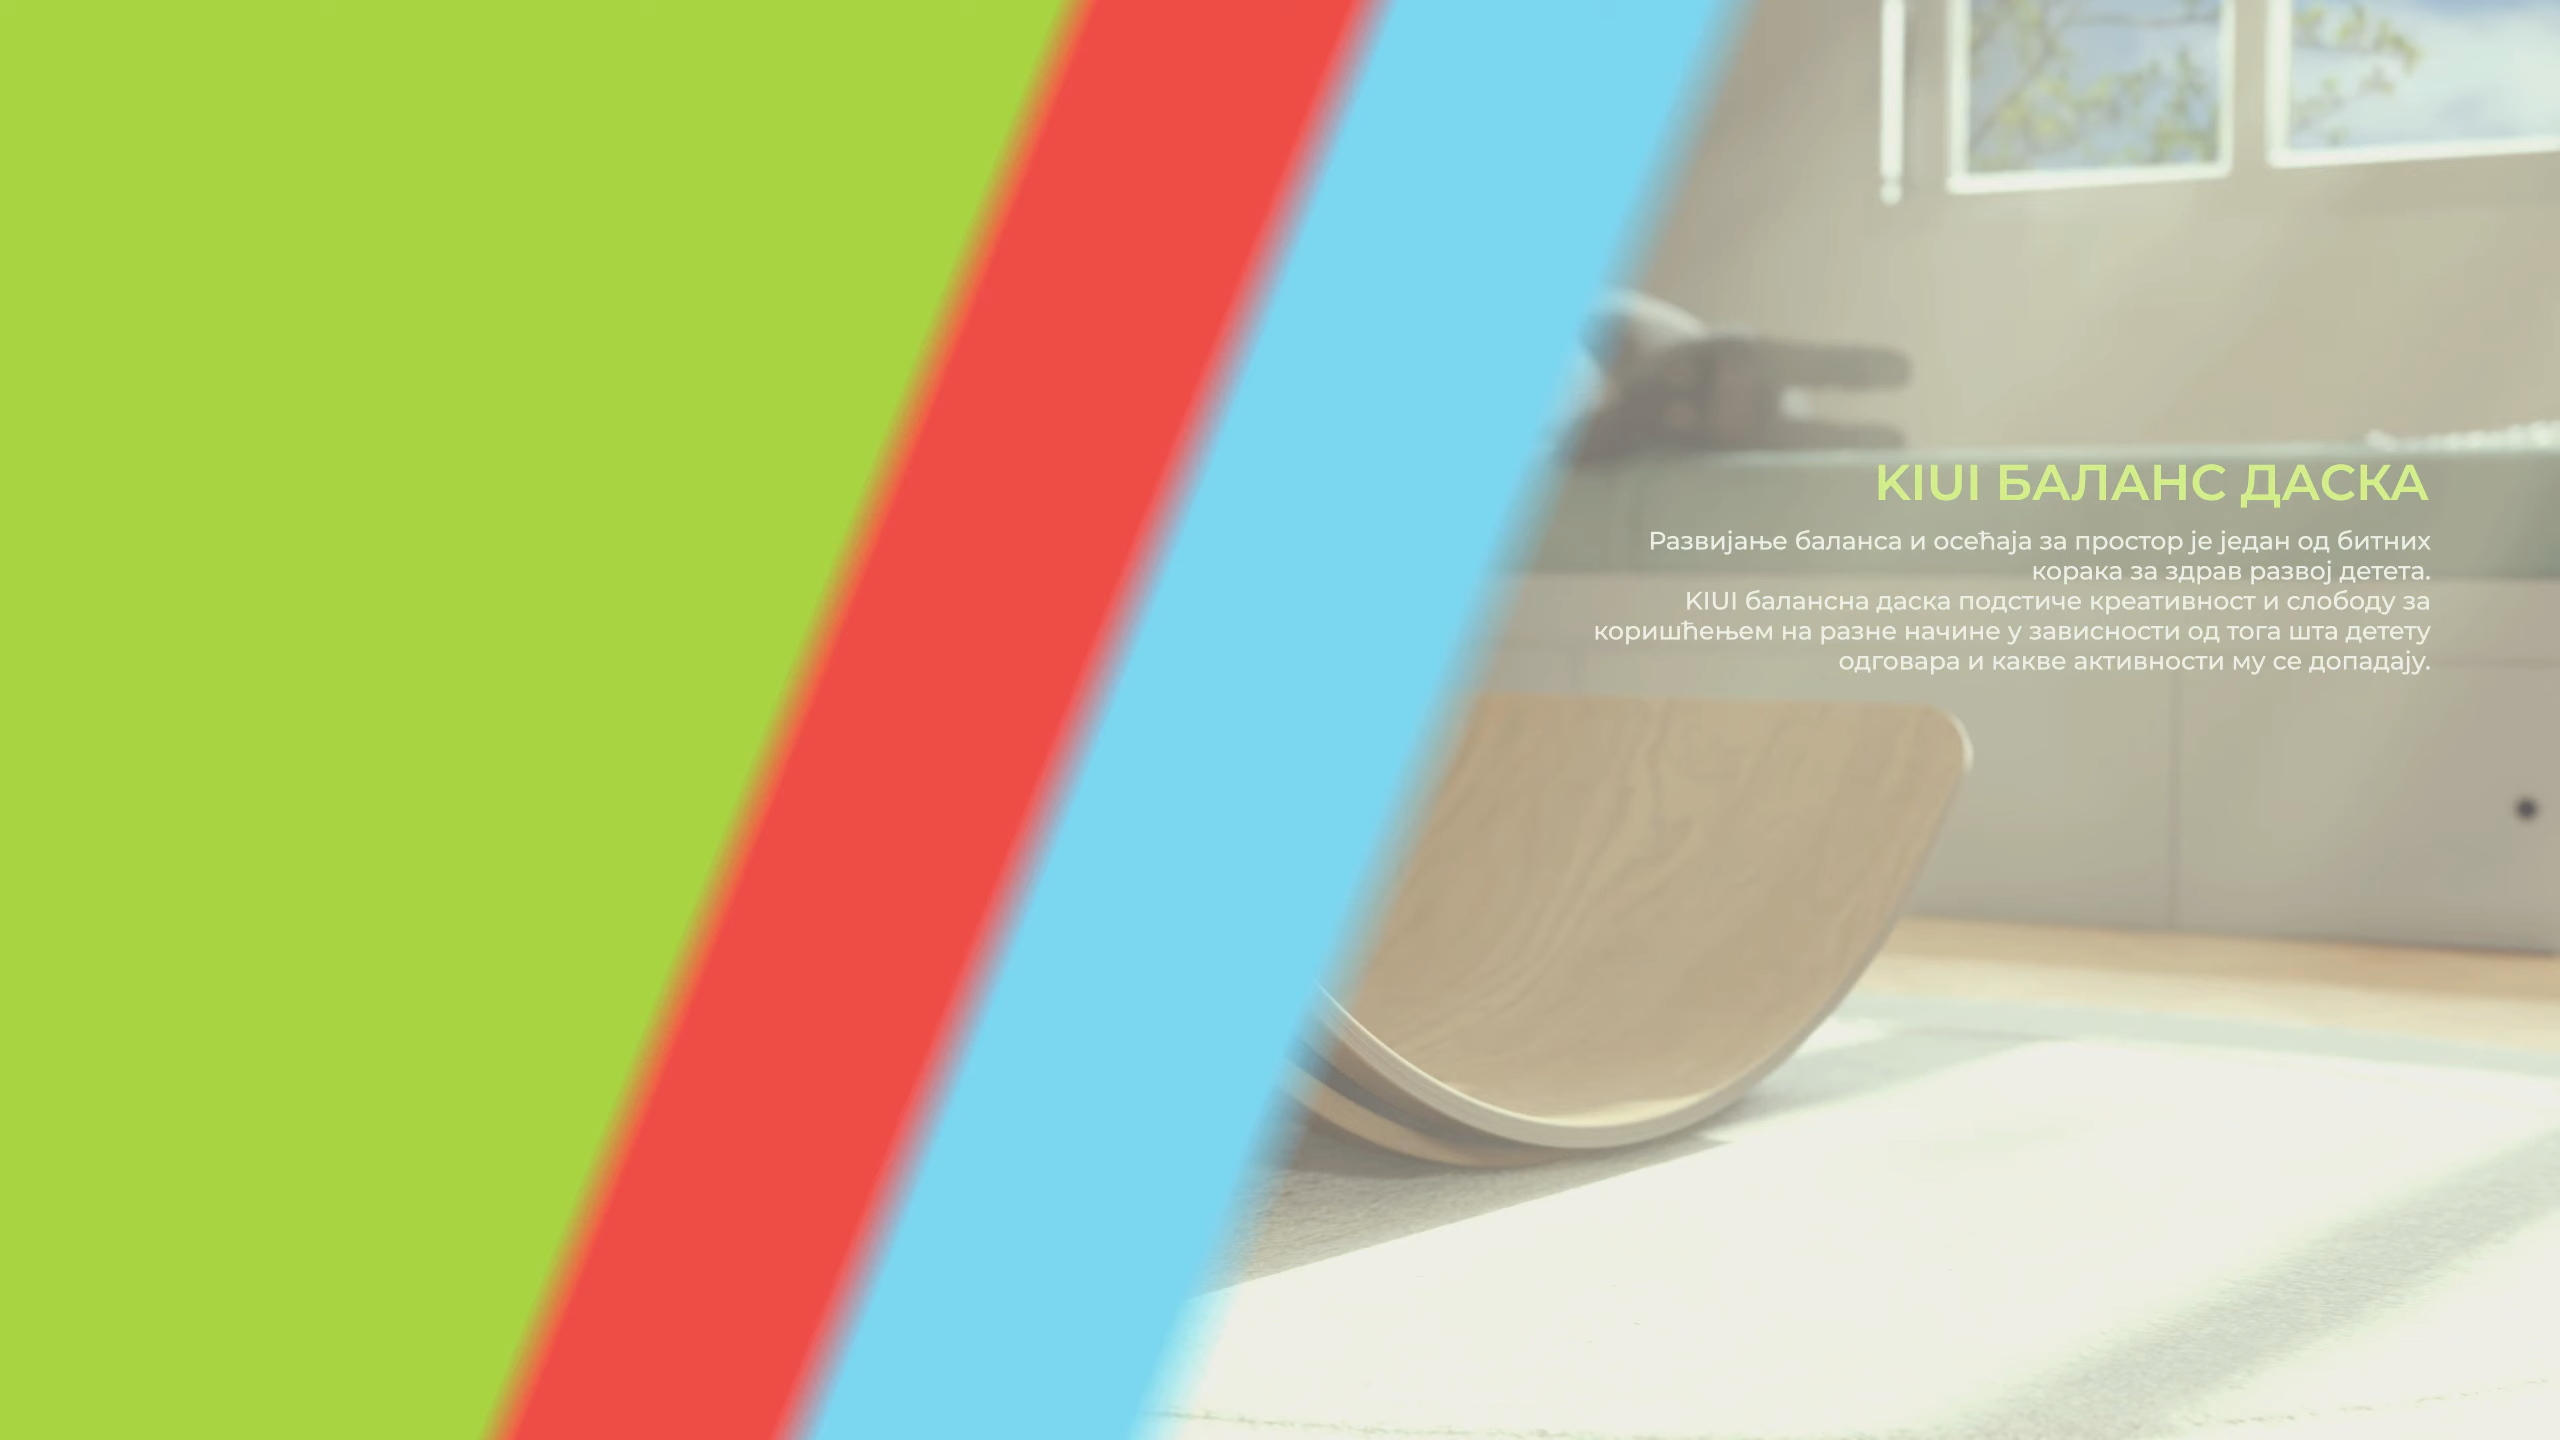 KIUI БАЛАНС ДАСКА
Развијање баланса и осећаја за простор је један од битних
корака за здрав развој детета.
KIUI балансна даска подстиче креативност и слободу за
коришћењем на разне начине у зависности од тога шта детету
одговара и какве активности му се допадају.